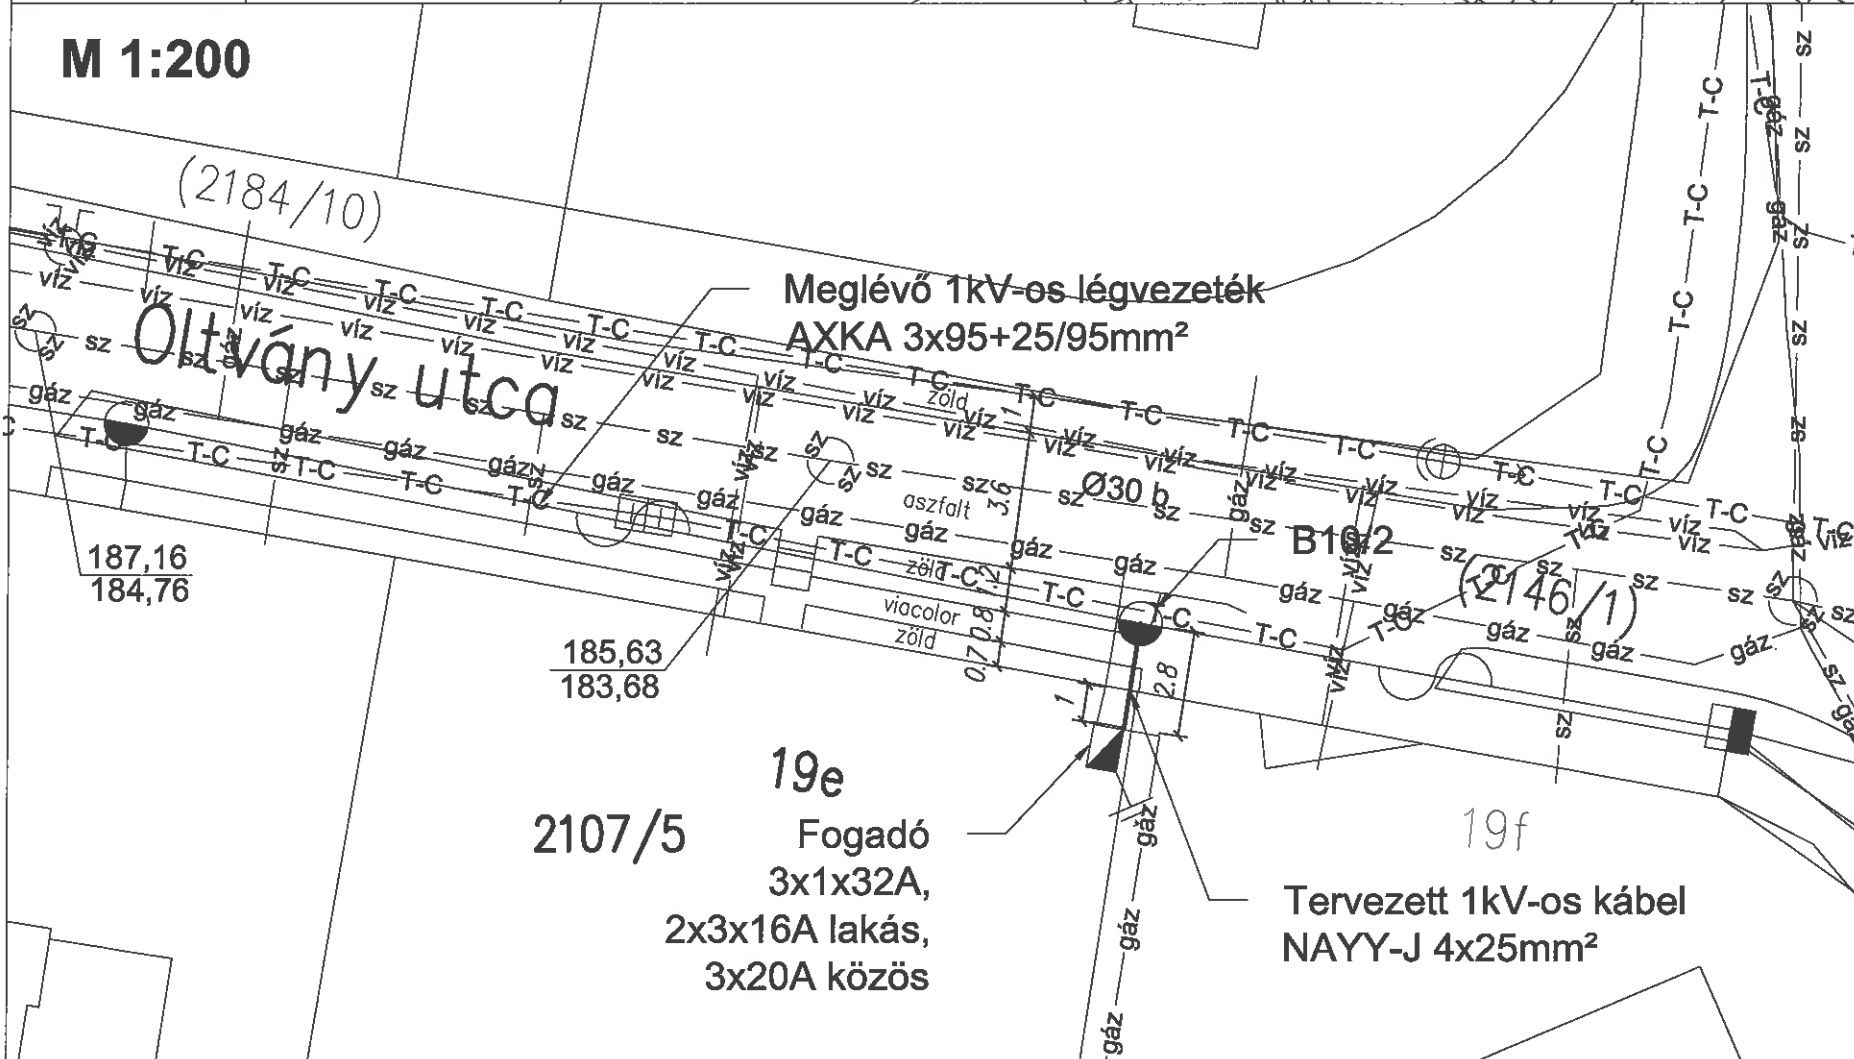 M 1:200
(2184/10)
Meglévő 1kV-os légvezeték
AXKA 3x95+25/95mm²
Oltvány utca
zöld
1
aszfalt
3.6
Ø30 b
B10/2
(2146/1)
187,16
184,76
185,63
183,68
zöld
1.2
viacolor
0.8
zöld
0.7
1
2.8
19e
2107/5
Fogadó
3x1x32A,
2x3x16A lakás,
3x20A közös
19f
Tervezett 1kV-os kábel
NAYY-J 4x25mm²
T-C
víz
sz
gáz